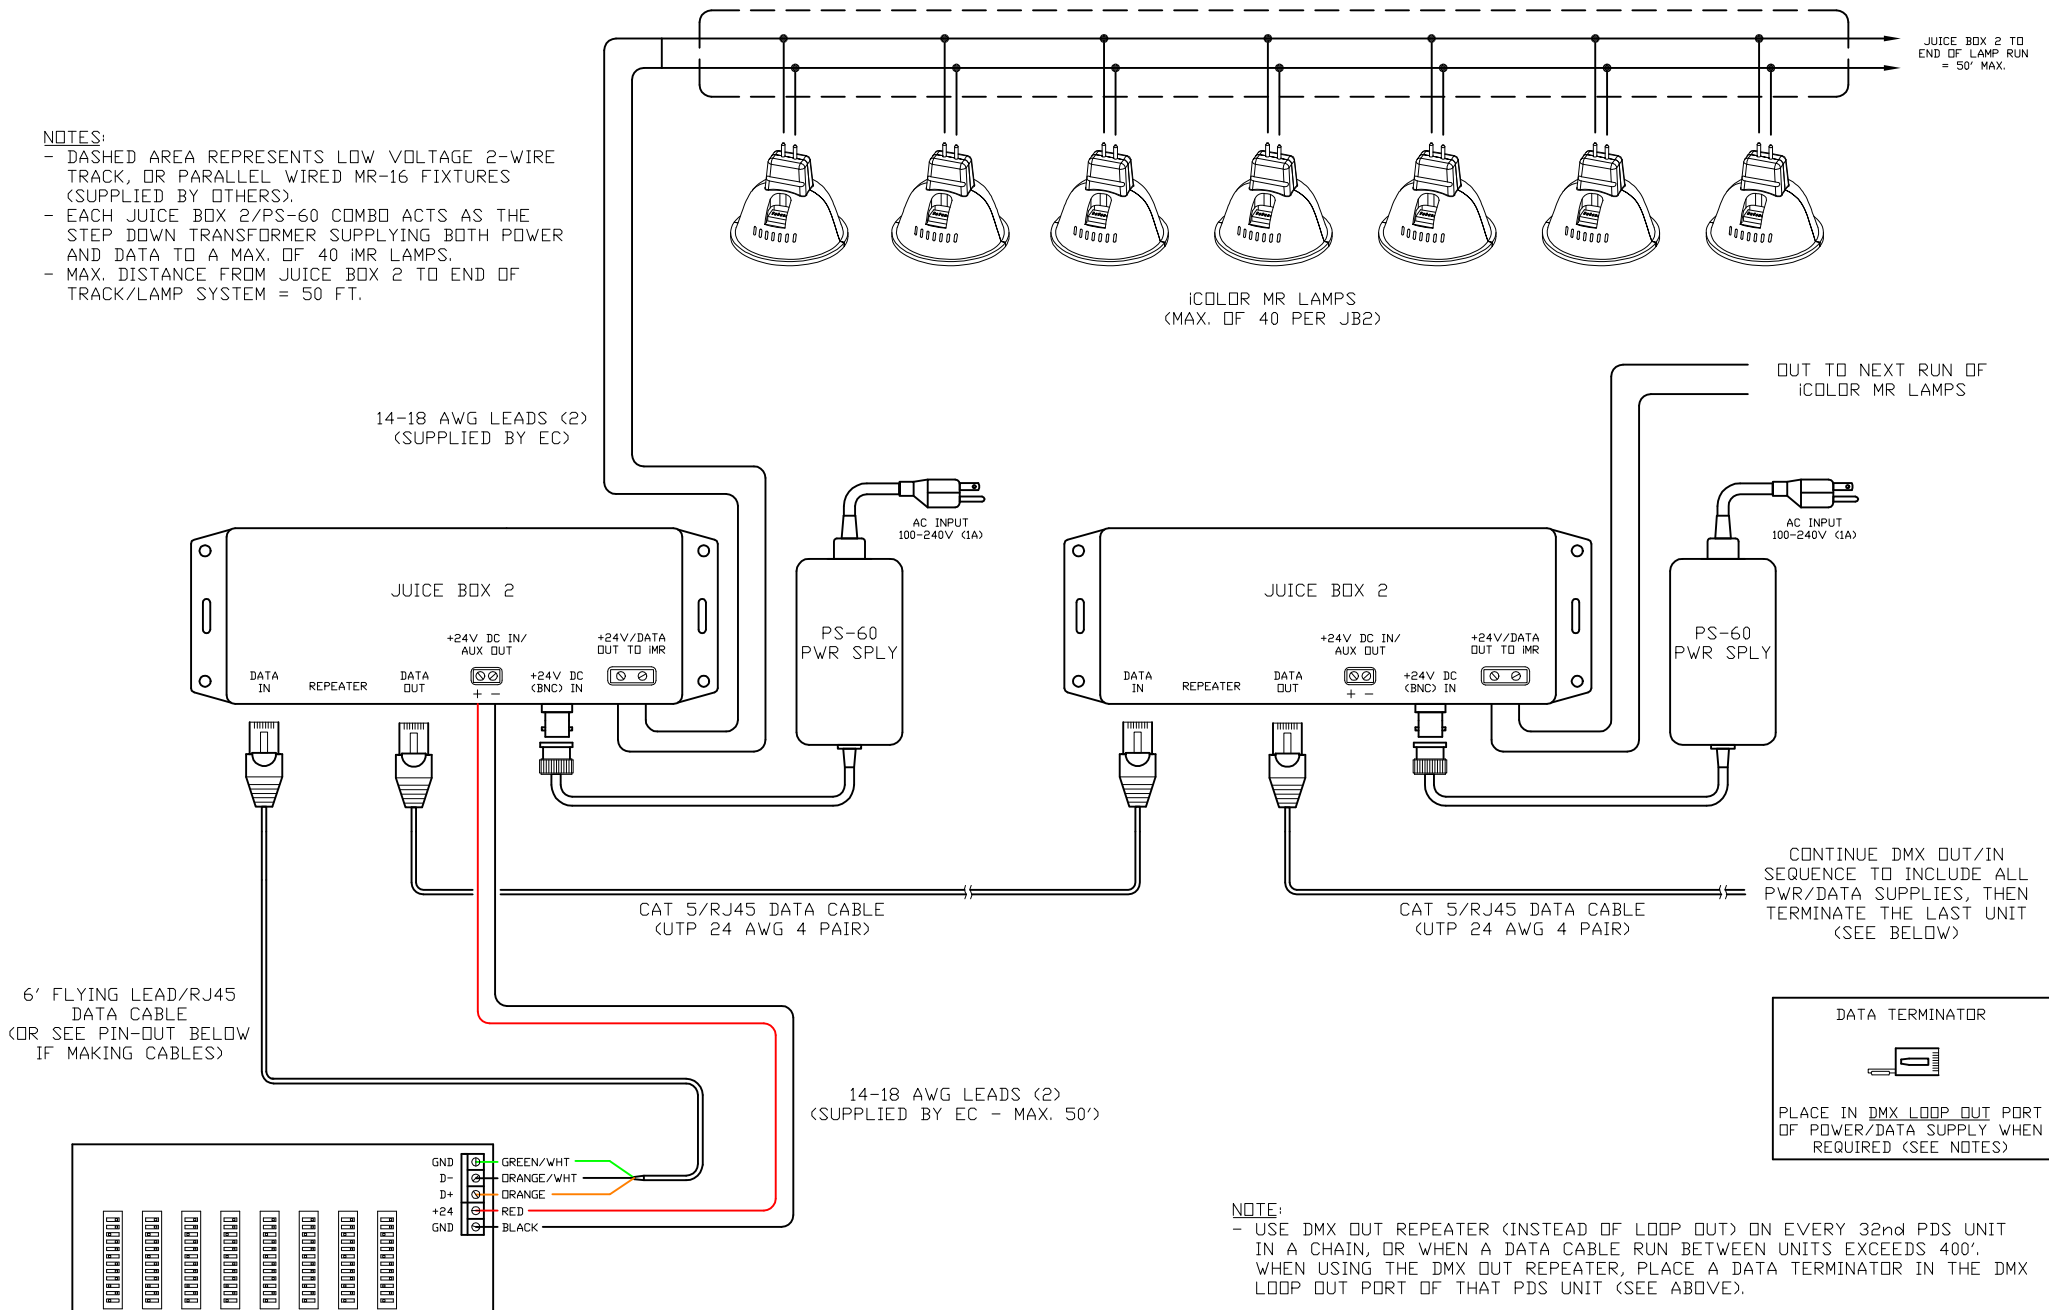 JUICE BOX 2 TO
END OF LAMP RUN
= 50' MAX.
NOTES:
- DASHED AREA REPRESENTS LOW VOLTAGE 2-WIRE
TRACK, OR PARALLEL WIRED MR-16 FIXTURES
(SUPPLIED BY OTHERS).
- EACH JUICE BOX 2/PS-60 COMBO ACTS AS THE
STEP DOWN TRANSFORMER SUPPLYING BOTH POWER
AND DATA TO A MAX. OF 40 iMR LAMPS.
- MAX. DISTANCE FROM JUICE BOX 2 TO END OF
TRACK/LAMP SYSTEM = 50 FT.
iCOLOR MR LAMPS
(MAX. OF 40 PER JB2)
OUT TO NEXT RUN OF
iCOLOR MR LAMPS
14-18 AWG LEADS (2)
(SUPPLIED BY EC)
AC INPUT
100-240V (1A)
AC INPUT
100-240V (1A)
JUICE BOX 2
+24V DC IN/
AUX OUT
+24V/DATA
OUT TO iMR
DATA
IN
REPEATER
DATA
OUT
+ -
+24V DC
(BNC) IN
PS-60
PWR SPLY
JUICE BOX 2
+24V DC IN/
AUX OUT
+24V/DATA
OUT TO iMR
DATA
IN
REPEATER
DATA
OUT
+ -
+24V DC
(BNC) IN
PS-60
PWR SPLY
CAT 5/RJ45 DATA CABLE
(UTP 24 AWG 4 PAIR)
CAT 5/RJ45 DATA CABLE
(UTP 24 AWG 4 PAIR)
CONTINUE DMX OUT/IN
SEQUENCE TO INCLUDE ALL
PWR/DATA SUPPLIES, THEN
TERMINATE THE LAST UNIT
(SEE BELOW)
6' FLYING LEAD/RJ45
DATA CABLE
(OR SEE PIN-OUT BELOW
IF MAKING CABLES)
14-18 AWG LEADS (2)
(SUPPLIED BY EC - MAX. 50')
DATA TERMINATOR
PLACE IN DMX LOOP OUT PORT
OF POWER/DATA SUPPLY WHEN
REQUIRED (SEE NOTES)
GND GREEN/WHT
D- ORANGE/WHT
D+ ORANGE
+24 RED
GND BLACK
NOTE:
- USE DMX OUT REPEATER (INSTEAD OF LOOP OUT) ON EVERY 32nd PDS UNIT
IN A CHAIN, OR WHEN A DATA CABLE RUN BETWEEN UNITS EXCEEDS 400'.
WHEN USING THE DMX OUT REPEATER, PLACE A DATA TERMINATOR IN THE DMX
LOOP OUT PORT OF THAT PDS UNIT (SEE ABOVE).